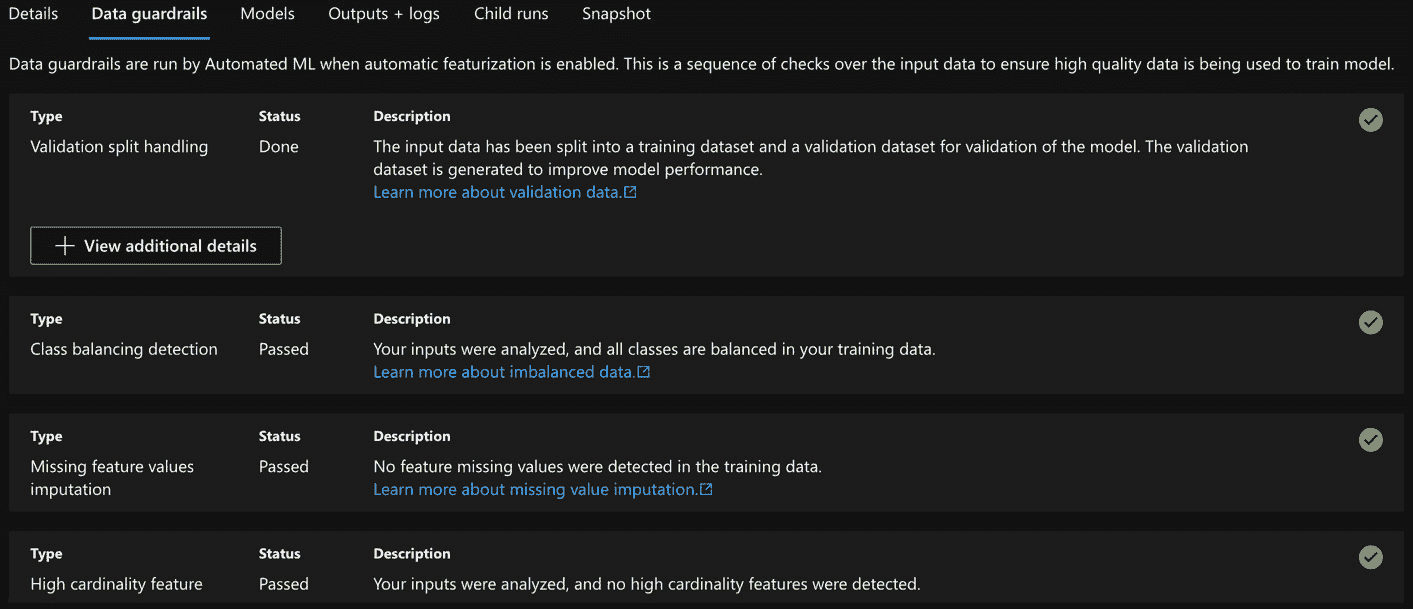 Details Data guardrails Models Outputs + logs Child runs Snapshot
Data guardrails are run by Automated ML when automatic featurization is enabled. This is a sequence of checks over the input data to ensure high quality data is being used to train model.
Type Status Description
Validation split handling Done The input data has been split into a training dataset and a validation dataset for validation of the model. The validation
dataset is generated to improve model performance.
Learn more about validation data.
View additional details
Type Status Description
Class balancing detection Passed Your inputs were analyzed, and all classes are balanced in your training data.
Learn more about imbalanced data.
Type Status Description
Missing feature values Passed No feature missing values were detected in the training data.
imputation Learn more about missing value imputation.
Type Status Description
High cardinality feature Passed Your inputs were analyzed, and no high cardinality features were detected.